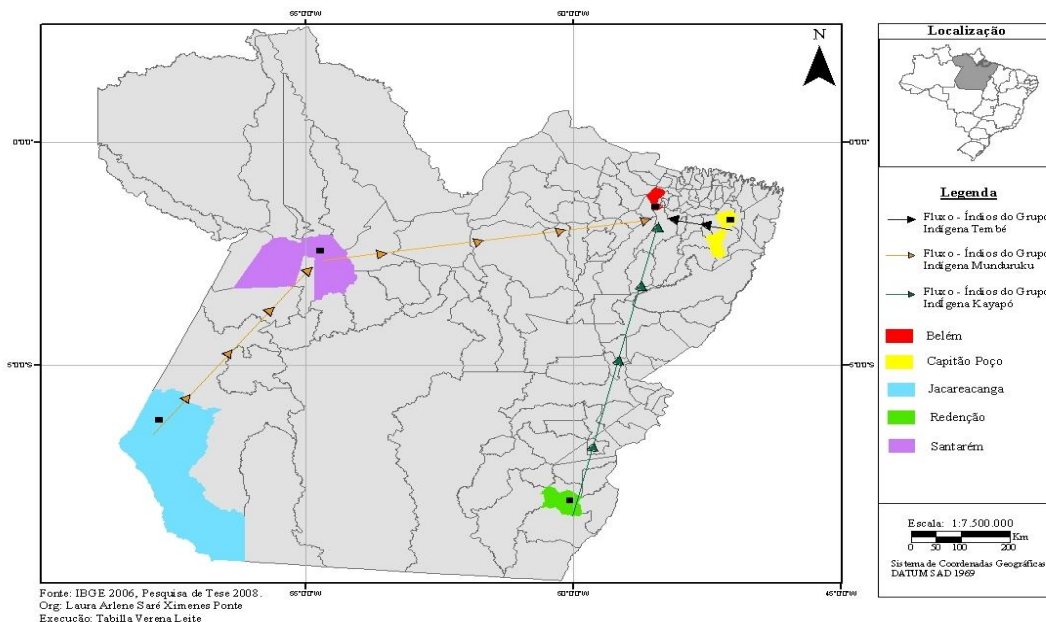 55°0'0"W
50°0'0"W
N
0°0'0"
0°0'0"
5°0'0"S
5°0'0"S
50°0'0"W
45°0'0"W
Localização
Legenda
Fluxo - Índios do Grupo
Indígena Tembé
Fluxo - Índios do Grupo
Indígena Munduruku
Fluxo - Índios do Grupo
Indígena Kayapó
Belém
Capitão Poço
Jacareacanga
Redenção
Santarém
Escala: 1:7.500.000
Km
0 50 100 200
Sistema de Coordenadas Geográficas
DATUM SAD 1969
Fonte: IBGE 2006, Pesquisa de Tese 2008.
Org: Laura Arlene Saré Ximenes Ponte
Execução: Tabilla Verena Leite